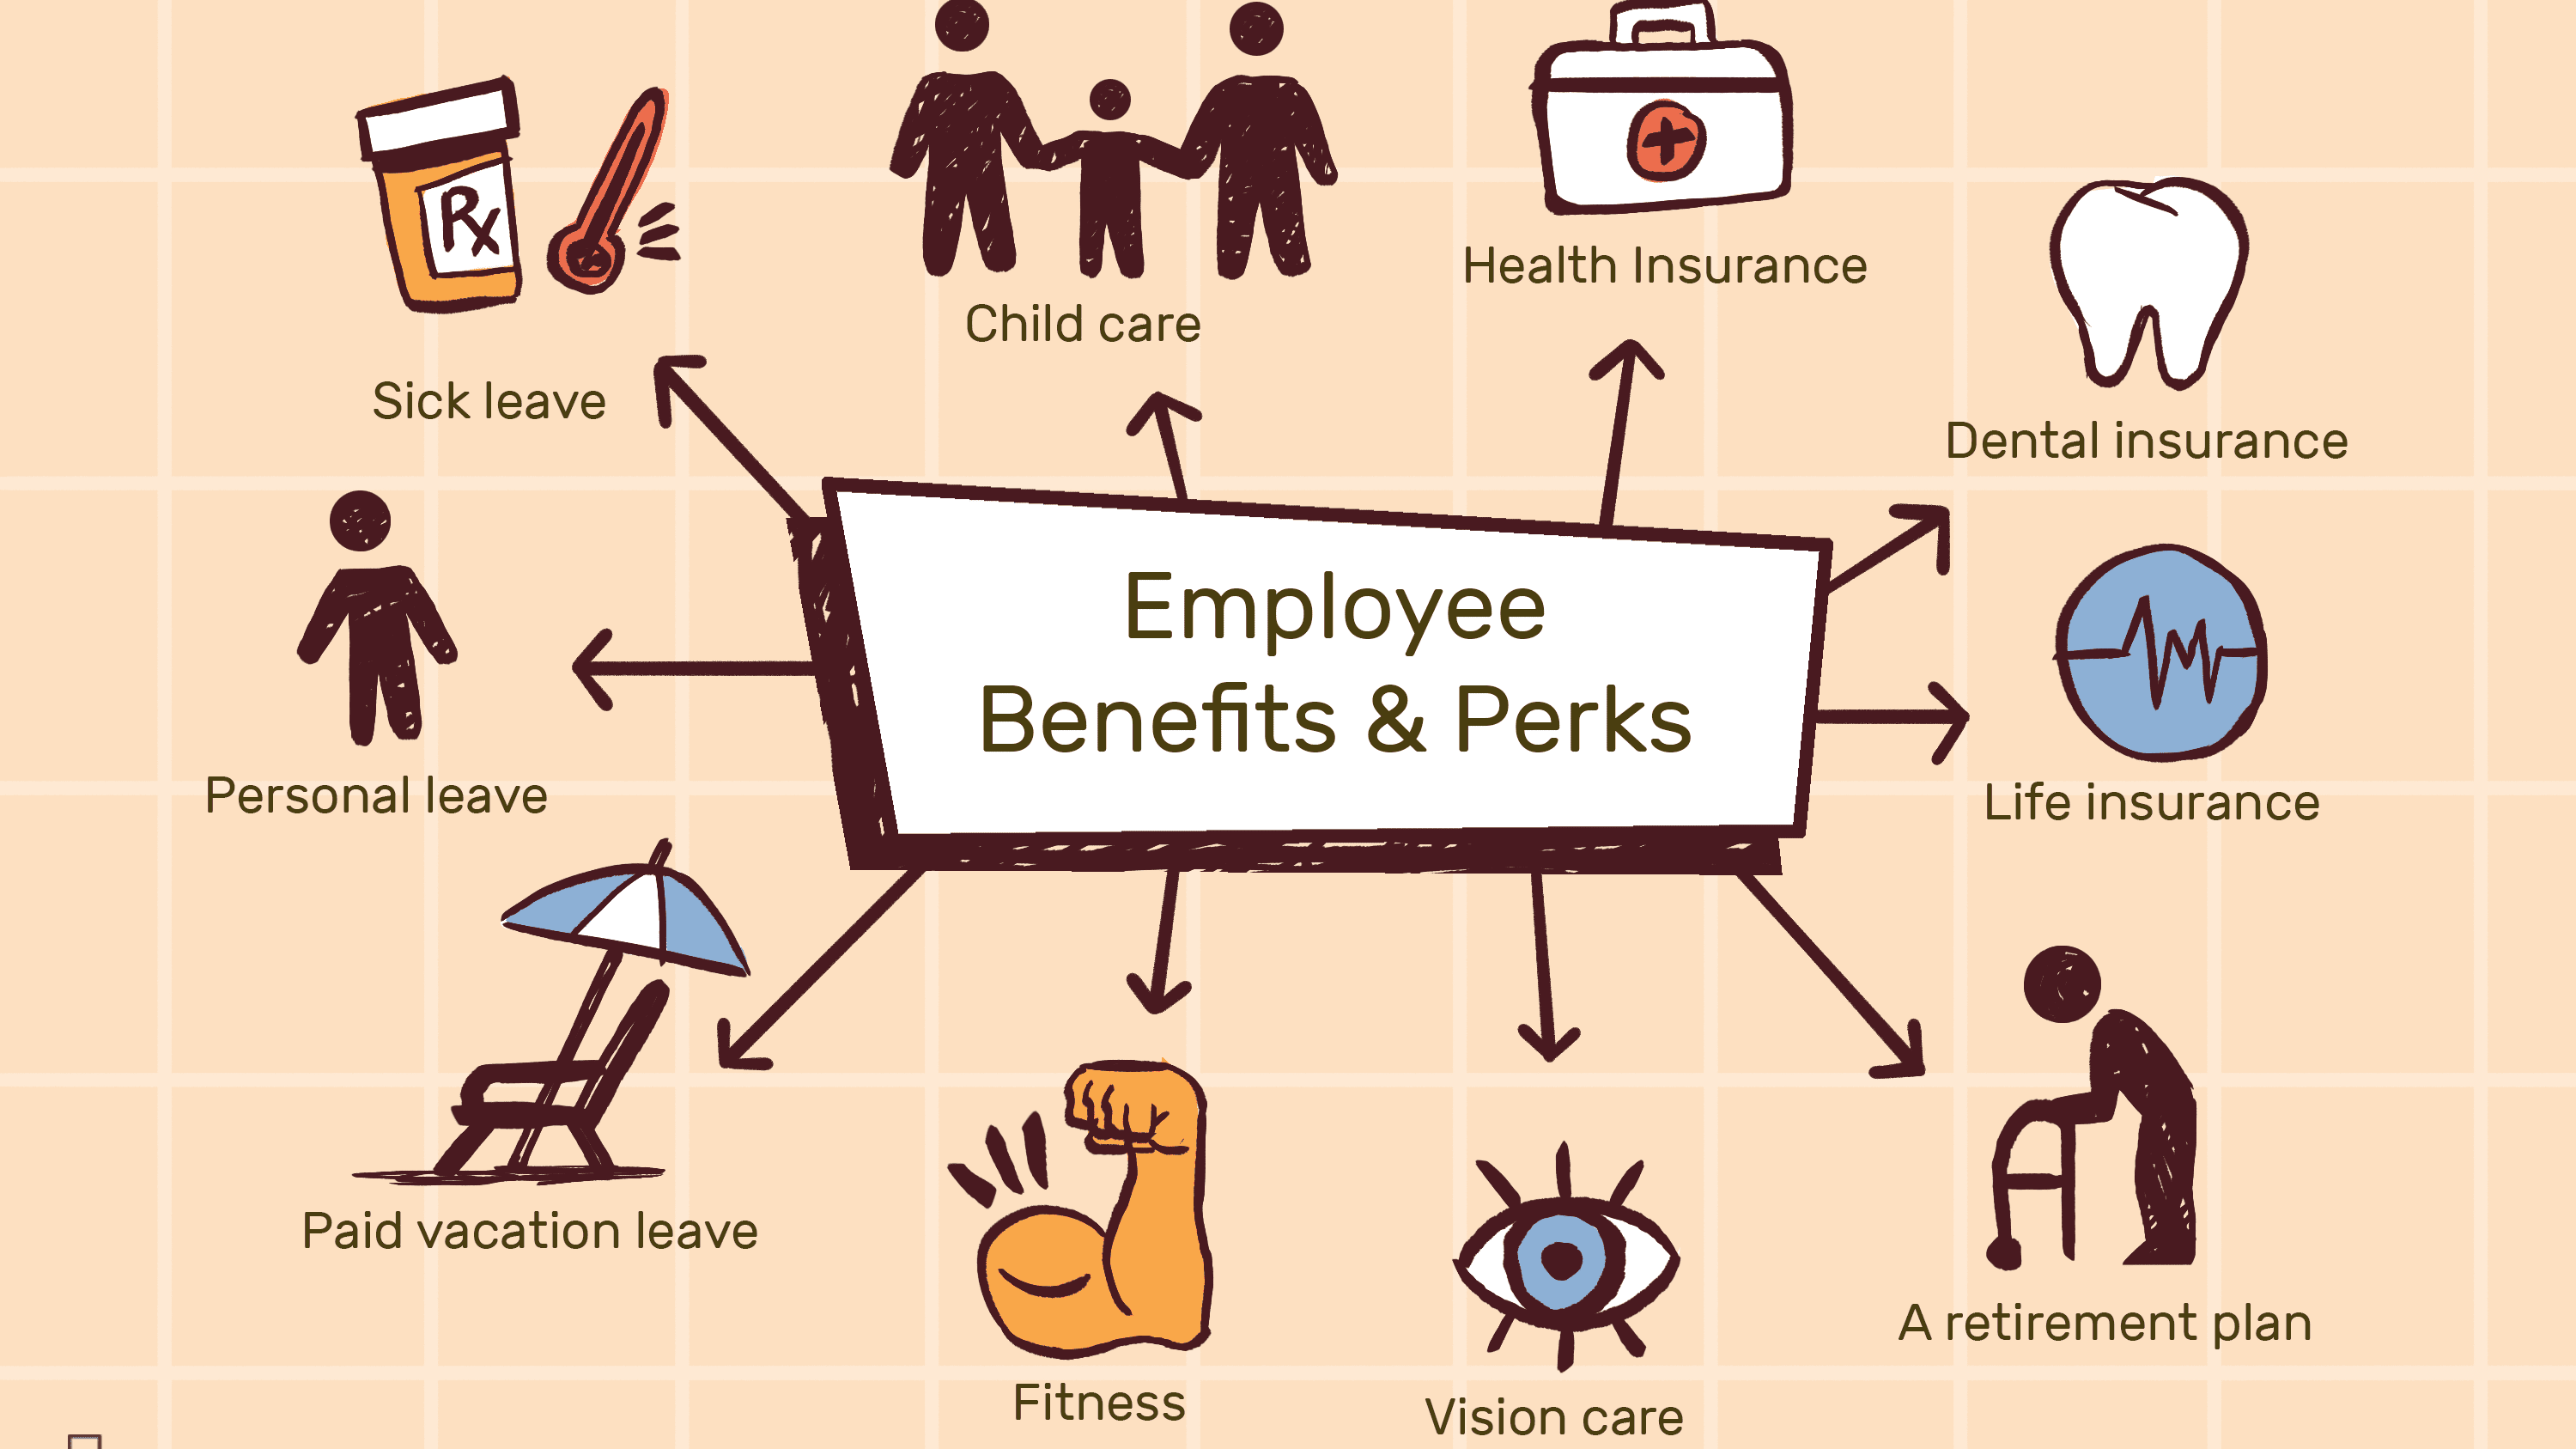 Rx
Child care
Health Insurance
Sick leave
Dental insurance
Employee
Benefits & Perks
Personal leave
Life insurance
Paid vacation leave
A retirement plan
Fitness
Vision care